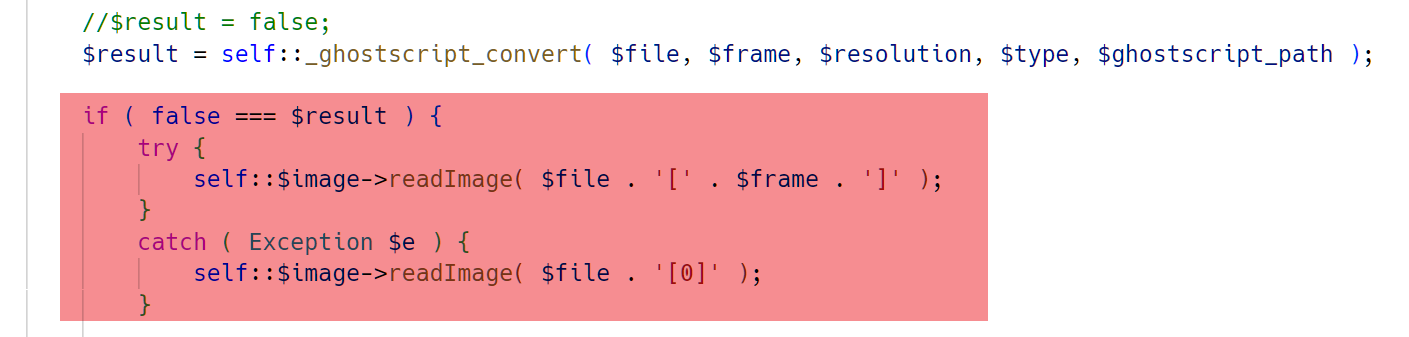 //$result = false;
$result = self::_ghostscript_convert( $file, $frame, $resolution, $type, $ghostscript_path );
if ( false === $result ) {
try {
self::$image->readImage( $file . '[' . $frame . ']' );
}
catch ( Exception $e ) {
self::$image->readImage( $file . '[0]' );
}